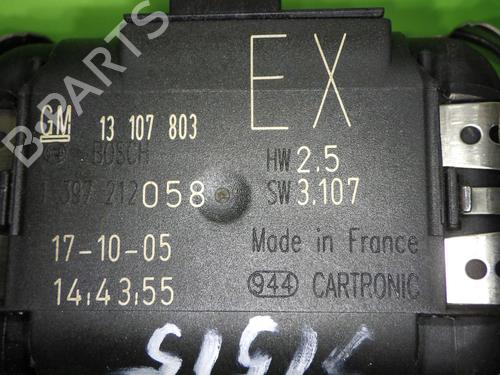 EX
GM 13 107 803
BOSCH
397 212 058
HW 2.5
SW 3.107
17-10-05
Made in France
14.43.55
944 CARTRONIC
B-PARTS